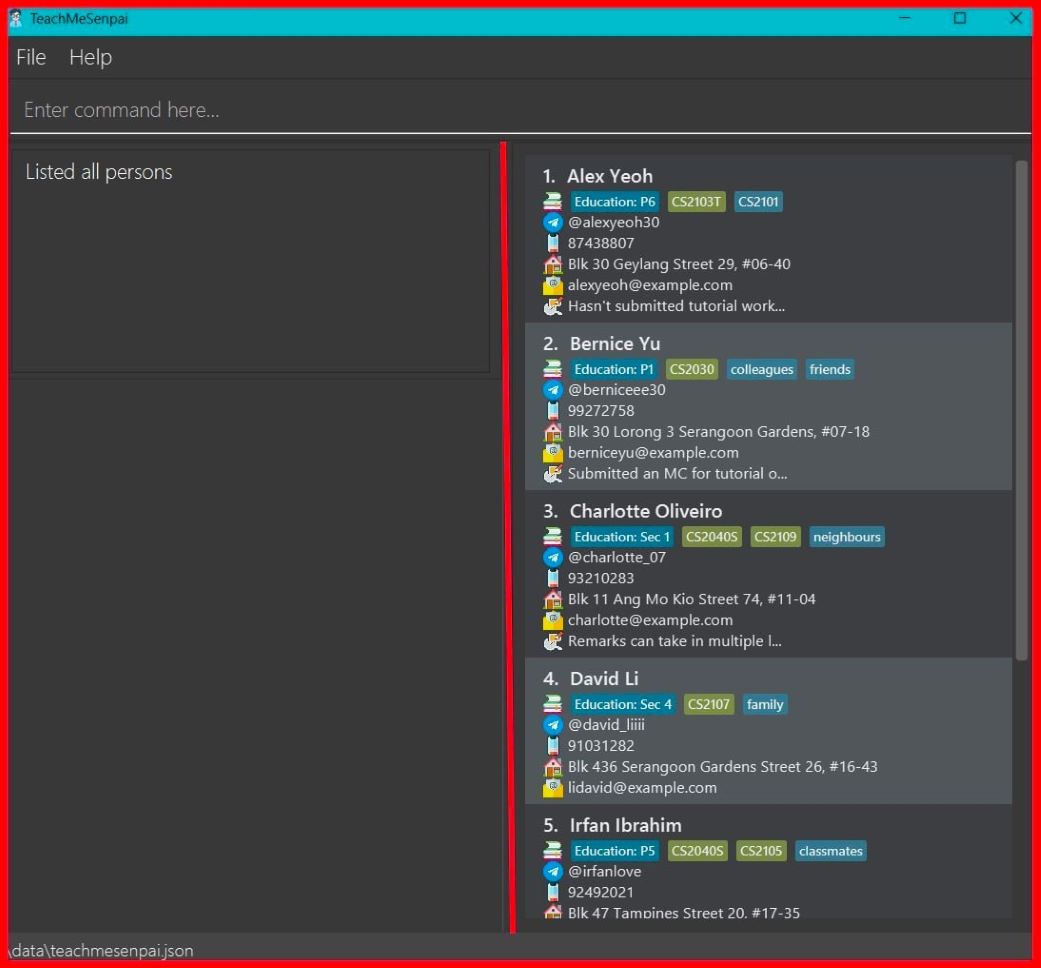 TeachMeSenpai
File Help
Enter command here...
Listed all persons
1. Alex Yeoh
Education: P6 CS2103T CS2101
@alexyeoh30
87438807
Blk 30 Geylang Street 29, #06-40
alexyeoh@example.com
Hasn't submitted tutorial work...
2. Bernice Yu
Education: P1 CS2030 colleagues friends
@berniceee30
99272758
Blk 30 Lorong 3 Serangoon Gardens, #07-18
berniceyu@example.com
Submitted an MC for tutorial o...
3. Charlotte Oliveiro
Education: Sec 1 CS2040S CS2109 neighbours
@charlotte_07
93210283
Blk 11 Ang Mo Kio Street 74, #11-04
charlotte@example.com
Remarks can take in multiple l...
4. David Li
Education: Sec 4 CS2107 family
@david_liiii
91031282
Blk 436 Serangoon Gardens Street 26, #16-43
lidavid@example.com
5. Irfan Ibrahim
Education: P5 CS2040S CS2105 classmates
@irfanlove
92492021
Blk 47 Tampines Street 20, #17-35
\data\teachmesenpai.json